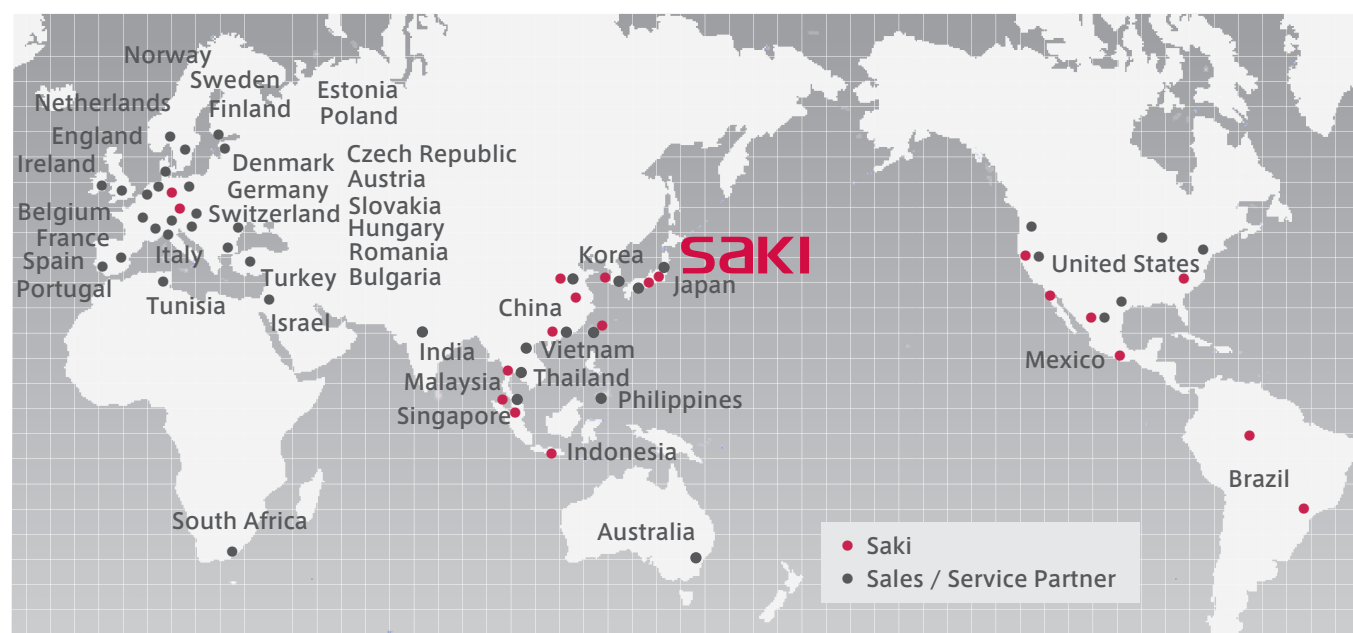 Norway
Sweden
Estonia
Netherlands
Finland
Poland
England
Ireland
Denmark
Czech Republic
Germany
Austria
Belgium
Switzerland
Slovakia
France
Hungary
Spain
Italy
Romania
Portugal
Turkey
Bulgaria
Tunisia
Israel
Korea
saki
Japan
China
India
Vietnam
Malaysia
Thailand
Singapore
Philippines
Indonesia
United States
Mexico
Brazil
South Africa
Australia
Saki
Sales / Service Partner